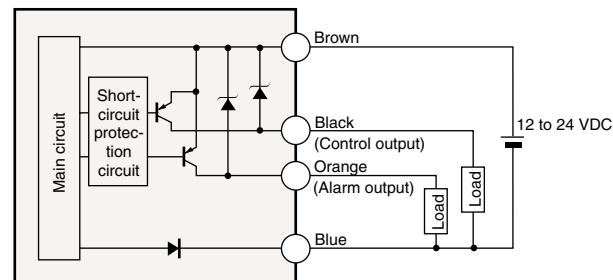 Brown
Main circuit
Short-
circuit
protec-
tion
circuit
Black
(Control output)
12 to 24 VDC
Orange
(Alarm output)
Load
Load
Blue